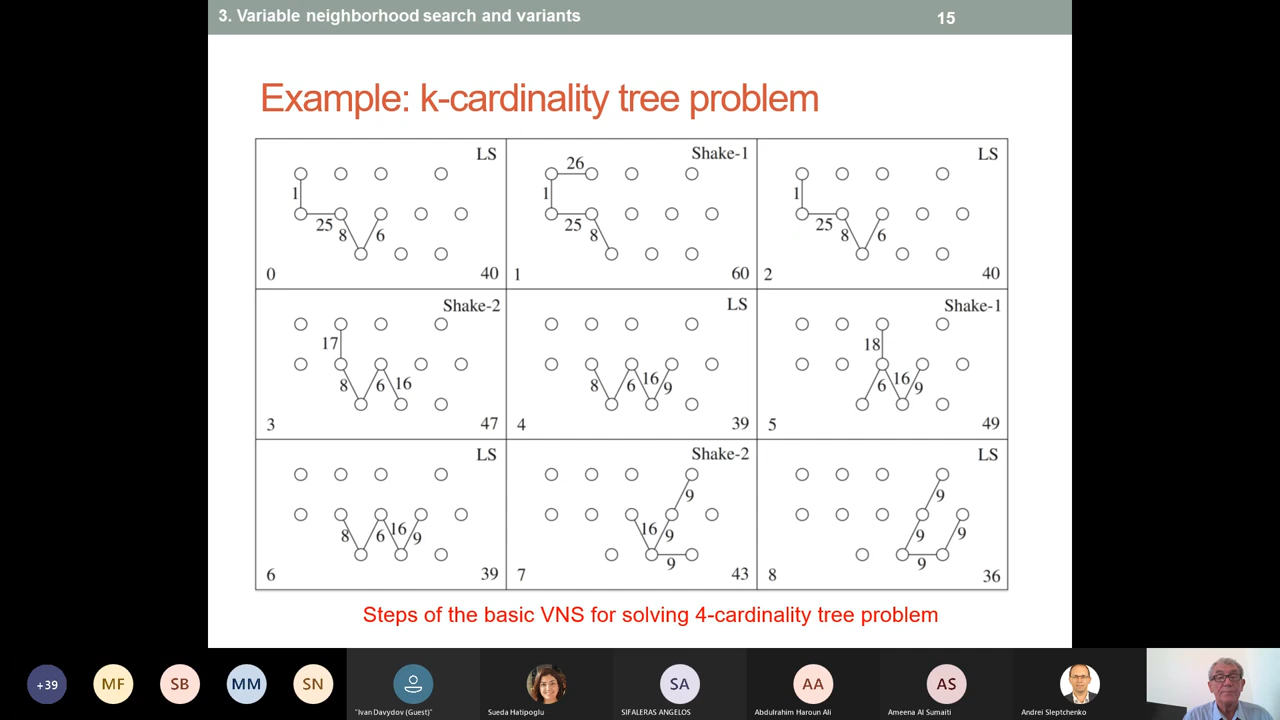 3. Variable neighborhood search and variants
15
Example: k-cardinality tree problem
LS
1
25
8
6
0
40
Shake-1
26
1
25
8
1
60
LS
1
25
8
6
2
40
Shake-2
17
8
6
16
3
47
LS
8
6
16
9
4
39
Shake-1
18
6
16
9
5
49
LS
8
6
16
9
6
39
Shake-2
9
16
9
9
7
43
LS
9
9
9
9
8
36
Steps of the basic VNS for solving 4-cardinality tree problem
+39
MF
SB
MM
SN
SA
AA
AS
"Ivan Davydov (Guest)"
Sueda Hatipoglu
SIFALERAS ANGELOS
Abdulrahim Haroun Ali
Ameena Al Sumaiti
Andrei Sleptchenko